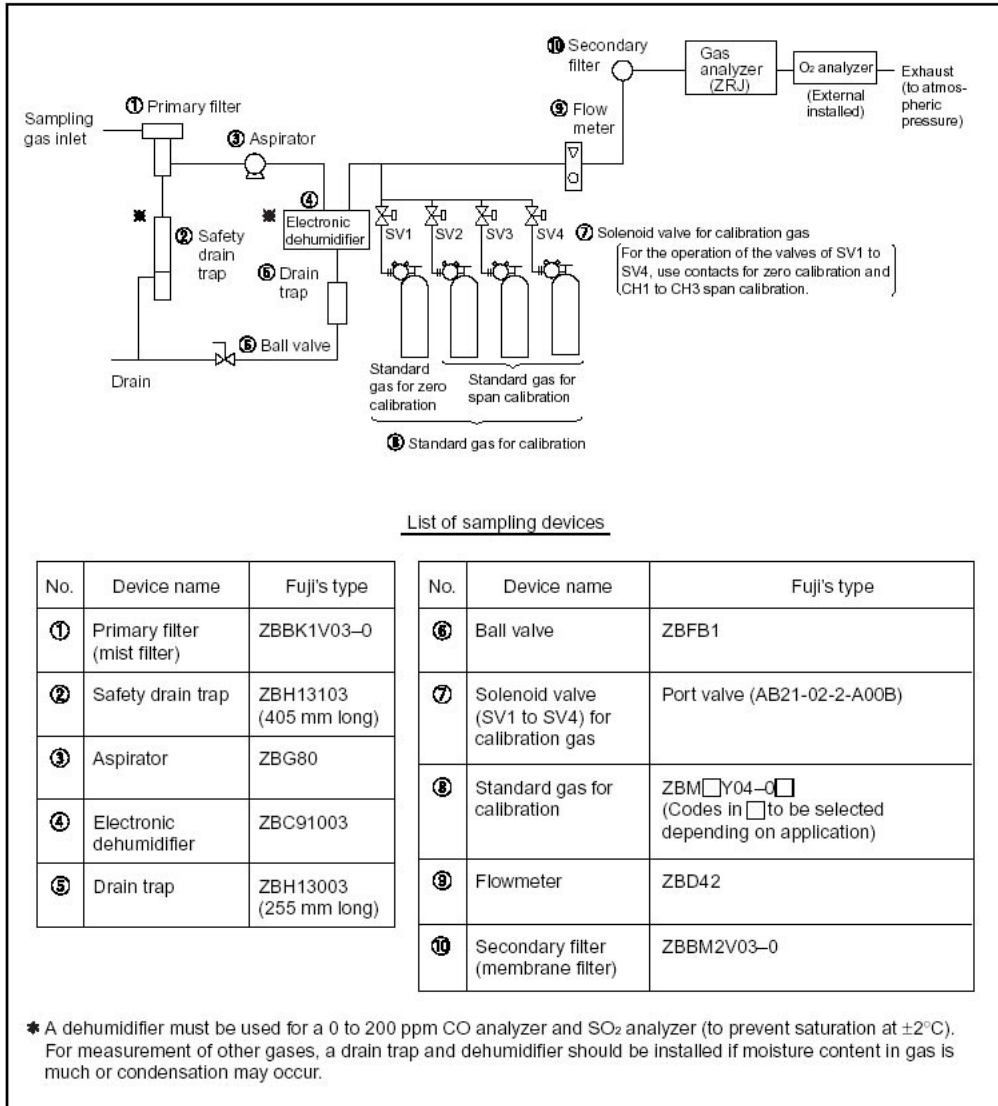 ⑩ Secondary
filter
Gas
analyzer
(ZRJ)
O₂ analyzer
(External
installed)
Exhaust
(to atmos-
pheric
pressure)
① Primary filter
Sampling
gas inlet
⑨ Flow
meter
③ Aspirator
④
Electronic
dehumidifier
✱
✱
② Safety
drain
trap
SV1
SV2
SV3
SV4
⑦ Solenoid valve for calibration gas
For the operation of the valves of SV1 to
SV4, use contacts for zero calibration and
CH1 to CH3 span calibration.
⑤ Drain
trap
⑥ Ball valve
Drain
Standard
gas for zero
calibration
Standard gas for
span calibration
⑧ Standard gas for calibration
List of sampling devices
No. Device name Fuji's type
① Primary filter ZBBK1V03–0
(mist filter)
② Safety drain trap ZBH13103
(405 mm long)
③ Aspirator ZBG80
④ Electronic ZBC91003
dehumidifier
⑤ Drain trap ZBH13003
(255 mm long)
No. Device name Fuji's type
⑥ Ball valve ZBFB1
⑦ Solenoid valve Port valve (AB21-02-2-A00B)
(SV1 to SV4) for
calibration gas
⑧ Standard gas for ZBM□Y04–0□
calibration (Codes in □ to be selected
depending on application)
⑨ Flowmeter ZBD42
⑩ Secondary filter ZBBM2V03–0
(membrane filter)
✱ A dehumidifier must be used for a 0 to 200 ppm CO analyzer and SO₂ analyzer (to prevent saturation at ±2°C).
For measurement of other gases, a drain trap and dehumidifier should be installed if moisture content in gas is
much or condensation may occur.